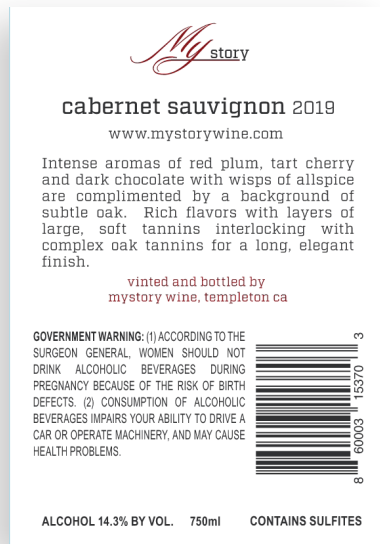 My story
cabernet sauvignon 2019
www.mystorywine.com
Intense aromas of red plum, tart cherry
and dark chocolate with wisps of allspice
are complimented by a background of
subtle oak. Rich flavors with layers of
large, soft tannins interlocking with
complex oak tannins for a long, elegant
finish.
vinted and bottled by
mystory wine, templeton ca
GOVERNMENT WARNING: (1) ACCORDING TO THE
SURGEON GENERAL, WOMEN SHOULD NOT
DRINK ALCOHOLIC BEVERAGES DURING
PREGNANCY BECAUSE OF THE RISK OF BIRTH
DEFECTS. (2) CONSUMPTION OF ALCOHOLIC
BEVERAGES IMPAIRS YOUR ABILITY TO DRIVE A
CAR OR OPERATE MACHINERY, AND MAY CAUSE
HEALTH PROBLEMS.
8 60003 15370 3
ALCOHOL 14.3% BY VOL. 750ml CONTAINS SULFITES